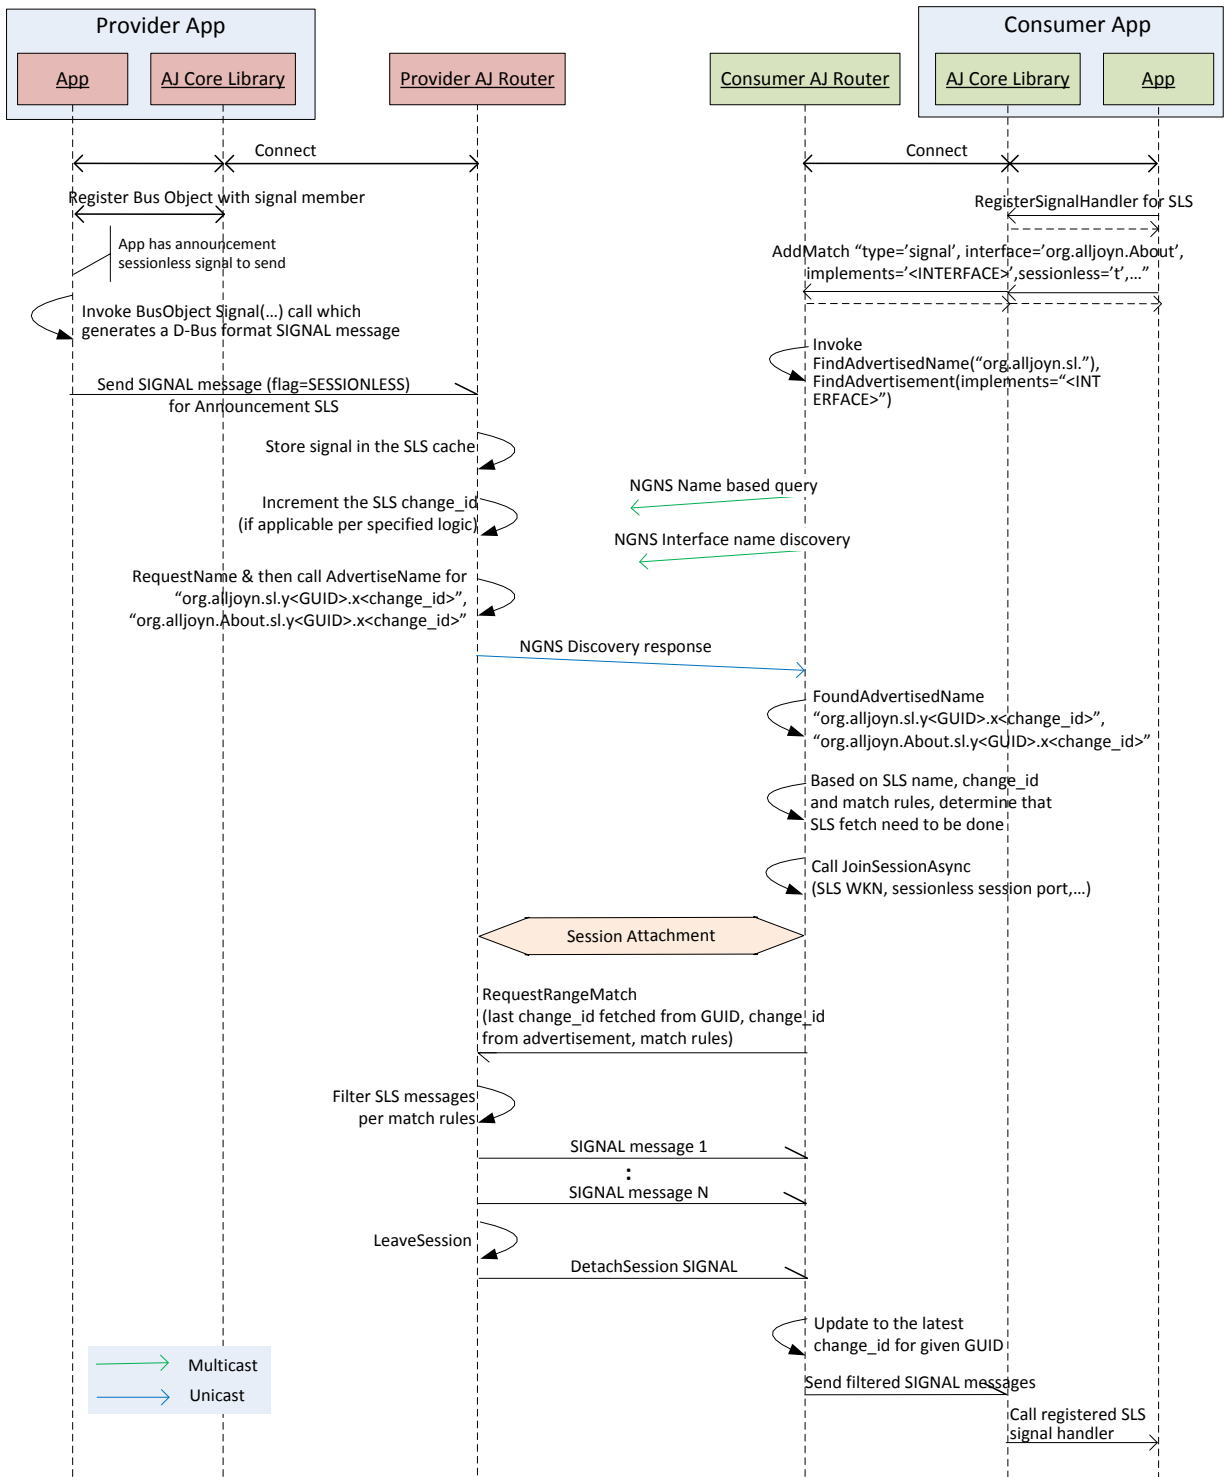 Provider App
Consumer App
App
AJ Core Library
Provider AJ Router
Consumer AJ Router
AJ Core Library
App
Connect
Connect
Register Bus Object with signal member
RegisterSignalHandler for SLS
App has announcement
sessionless signal to send
AddMatch “type=’signal’, interface=’org.alljoyn.About’,
implements=’<INTERFACE>’,sessionless=’t’,…”
Invoke BusObject Signal(…) call which
generates a D-Bus format SIGNAL message
Invoke
FindAdvertisedName(“org.alljoyn.sl.”),
FindAdvertisement(implements=“<INT
ERFACE>”)
Send SIGNAL message (flag=SESSIONLESS)
for Announcement SLS
Store signal in the SLS cache
NGNS Name based query
Increment the SLS change_id
(if applicable per specified logic)
NGNS Interface name discovery
RequestName & then call AdvertiseName for
“org.alljoyn.sl.y<GUID>.x<change_id>”,
“org.alljoyn.About.sl.y<GUID>.x<change_id>”
NGNS Discovery response
FoundAdvertisedName
“org.alljoyn.sl.y<GUID>.x<change_id>”,
“org.alljoyn.About.sl.y<GUID>.x<change_id>”
Based on SLS name, change_id
and match rules, determine that
SLS fetch need to be done
Call JoinSessionAsync
(SLS WKN, sessionless session port,…)
Session Attachment
RequestRangeMatch
(last change_id fetched from GUID, change_id
from advertisement, match rules)
Filter SLS messages
per match rules
SIGNAL message 1
:
SIGNAL message N
LeaveSession
DetachSession SIGNAL
Update to the latest
change_id for given GUID
Multicast
Unicast
Send filtered SIGNAL messages
Call registered SLS
signal handler